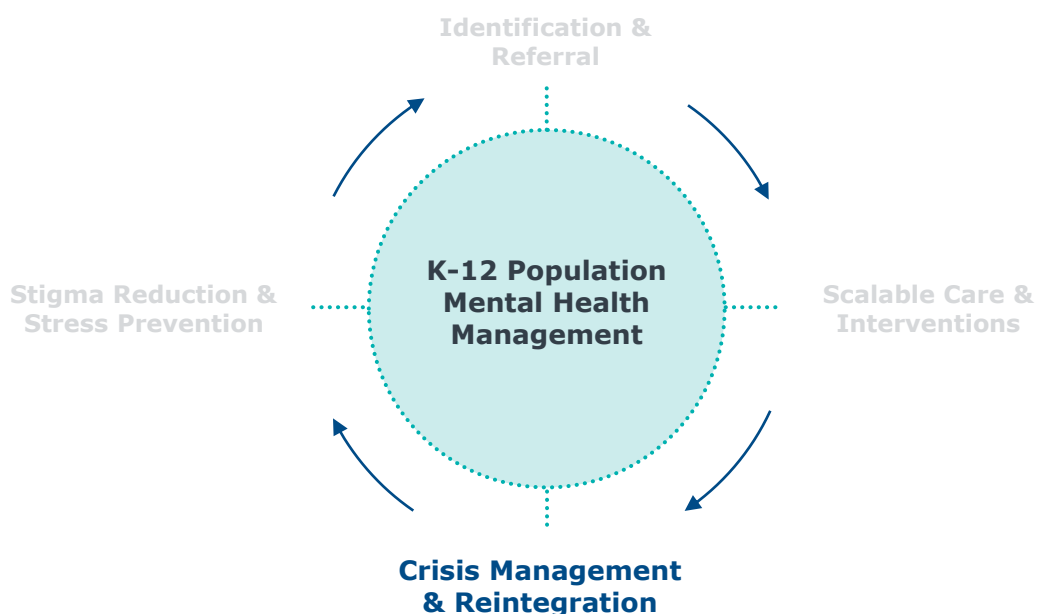 Identification &
Referral
K-12 Population
Mental Health
Management
Stigma Reduction &
Stress Prevention
Scalable Care &
Interventions
Crisis Management
& Reintegration